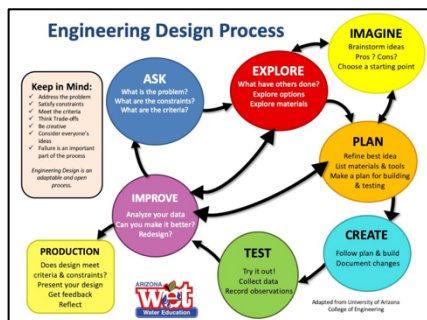 Engineering Design Process
Keep in Mind:
✓ Address the problem
✓ Satisfy constraints
✓ Meet the criteria
✓ Think Trade-offs
✓ Be creative
✓ Consider everyone's
ideas
✓ Failure is an important
part of the process
Engineering Design is an
adaptable and open
process.
ASK
What is the problem?
What are the constraints?
What are the criteria?
EXPLORE
What have others done?
Explore options
Explore materials
IMAGINE
Brainstorm ideas
Pros ? Cons?
Choose a starting point
PLAN
Refine best idea
List materials & tools
Make a plan for building
& testing
CREATE
Follow plan & build
Document changes
TEST
Try it out!
Collect data
Record observations
IMPROVE
Analyze your data
Can you make it better?
Redesign?
PRODUCTION
Does design meet
criteria & constraints?
Present your design
Get feedback
Reflect
ARIZONA
wet
Water Education
Adapted from University of Arizona
College of Engineering